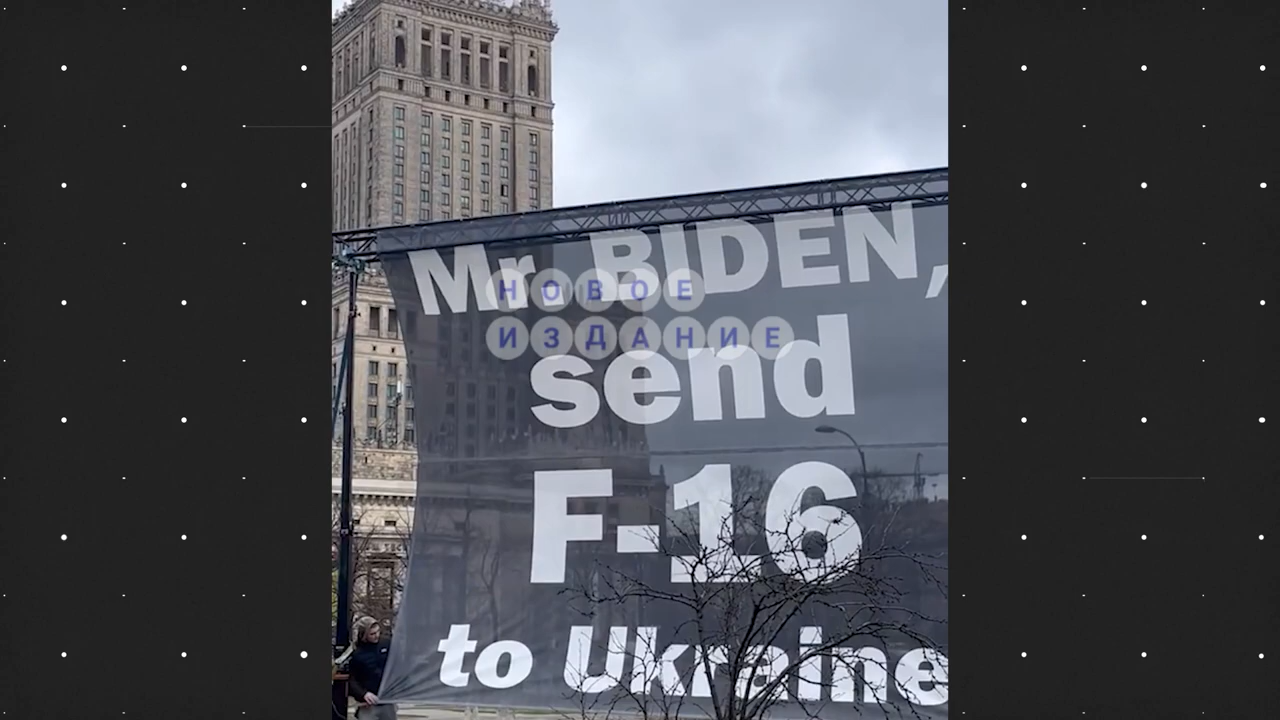 Mr. BIDEN,
НОВОЕ
ИЗДАНИЕ
send
F-16
to Ukraine